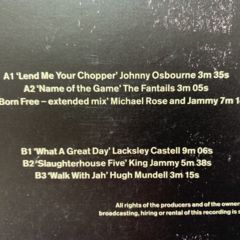 A1 'Lend Me Your Chopper' Johnny Osbourne 3m 35s
A2 'Name of the Game' The Fantails 3m 05s
Born Free – extended mix' Michael Rose and Jammy 7m 1
B1 'What A Great Day' Lacksley Castell 9m 06s
B2 'Slaughterhouse Five' King Jammy 5m 38s
B3 'Walk With Jah' Hugh Mundell 3m 15s
All rights of the producers and of the owner
broadcasting, hiring or rental of this recording is s